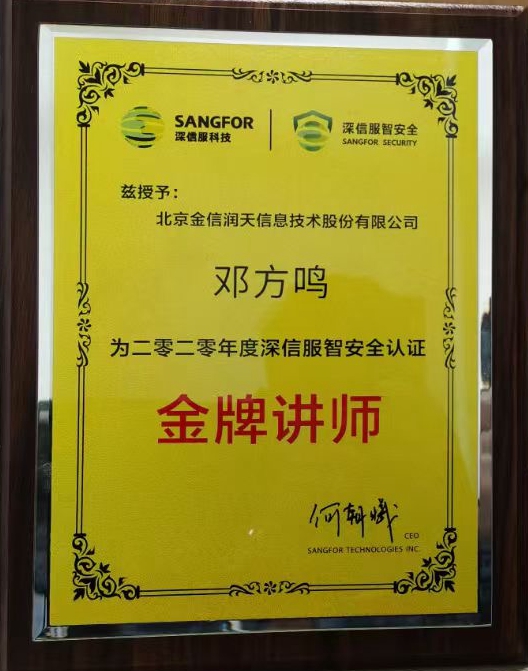 SANGFOR
深信服科技
深信服智安全
SANGFOR SECURITY
兹授予：
北京金信润天信息技术股份有限公司
邓方鸣
为二零二零年度深信服智安全认证
金牌讲师
何朝曦
CEO
SANGFOR TECHNOLOGIES INC.